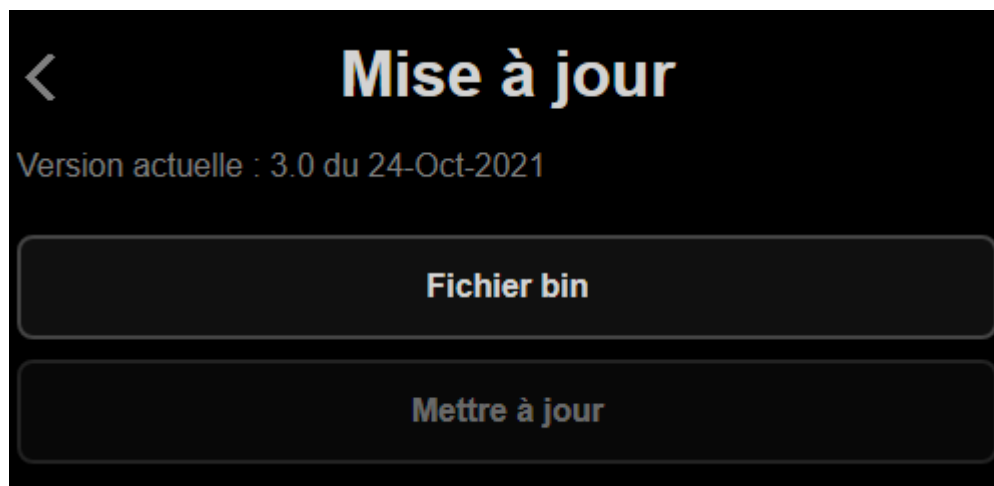 Mise à jour
Version actuelle : 3.0 du 24-Oct-2021
Fichier bin
Mettre à jour